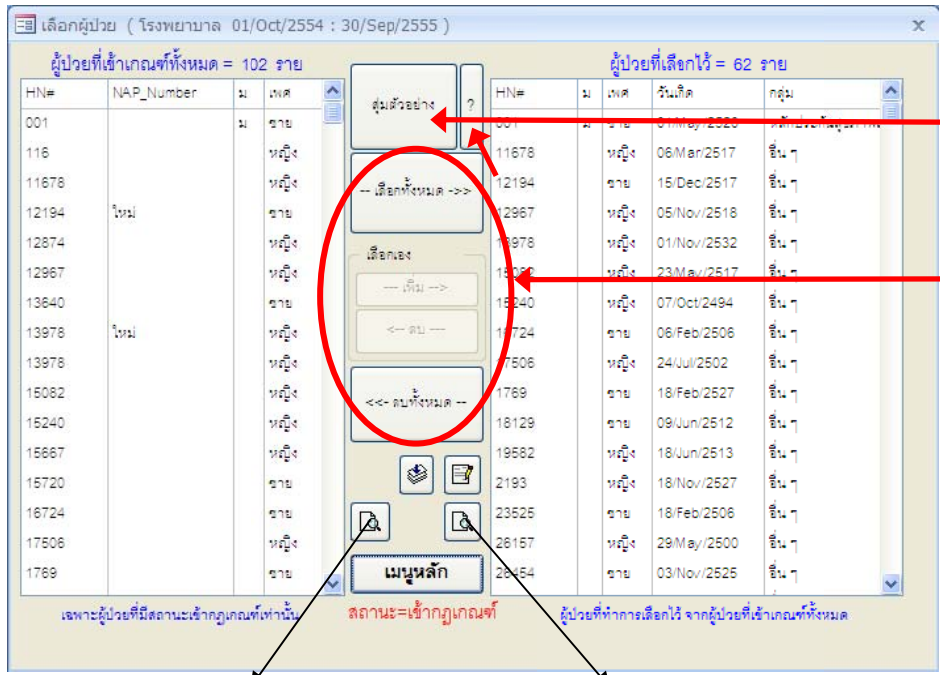 เลือกผู้ป่วย ( โรงพยาบาล 01/Oct/2554 : 30/Sep/2555 )
x
ผู้ป่วยที่เข้าเกณฑ์ทั้งหมด = 102 ราย
HN# NAP_Number ม เพศ
001 ม ชาย
116 หญิง
11678 หญิง
12194 ใหม่ ชาย
12874 หญิง
12967 หญิง
13640 ชาย
13978 ใหม่ หญิง
13978 หญิง
15082 หญิง
15240 หญิง
15667 หญิง
15720 ชาย
16724 ชาย
17506 หญิง
1769 ชาย
เฉพาะผู้ป่วยที่มีสถานะเข้ากฎเกณฑ์เท่านั้น
สุ่มตัวอย่าง
?
-- เลือกทั้งหมด ->>
เลือกเอง
--- เพิ่ม -->
<-- ลบ ---
<<- ลบทั้งหมด --
เมนูหลัก
สถานะ=เข้ากฎเกณฑ์
ผู้ป่วยที่เลือกไว้ = 62 ราย
HN# ม เพศ วันเกิด กลุ่ม
001 ม ชาย
11678 หญิง 06/Mar/2517 อื่น ๆ
12194 ชาย 15/Dec/2517 อื่น ๆ
12967 หญิง 05/Nov/2518 อื่น ๆ
13978 หญิง 01/Nov/2532 อื่น ๆ
15082 หญิง 23/May/2517 อื่น ๆ
15240 หญิง 07/Oct/2494 อื่น ๆ
16724 ชาย 06/Feb/2506 อื่น ๆ
17506 หญิง 24/Jul/2502 อื่น ๆ
1769 ชาย 18/Feb/2527 อื่น ๆ
18129 ชาย 09/Jun/2512 อื่น ๆ
19582 หญิง 18/Jun/2513 อื่น ๆ
2193 หญิง 18/Nov/2527 อื่น ๆ
23525 ชาย 18/Feb/2506 อื่น ๆ
26157 หญิง 29/May/2500 อื่น ๆ
26454 ชาย 03/Nov/2525 อื่น ๆ
ผู้ป่วยที่ทำการเลือกไว้ จากผู้ป่วยที่เข้าเกณฑ์ทั้งหมด